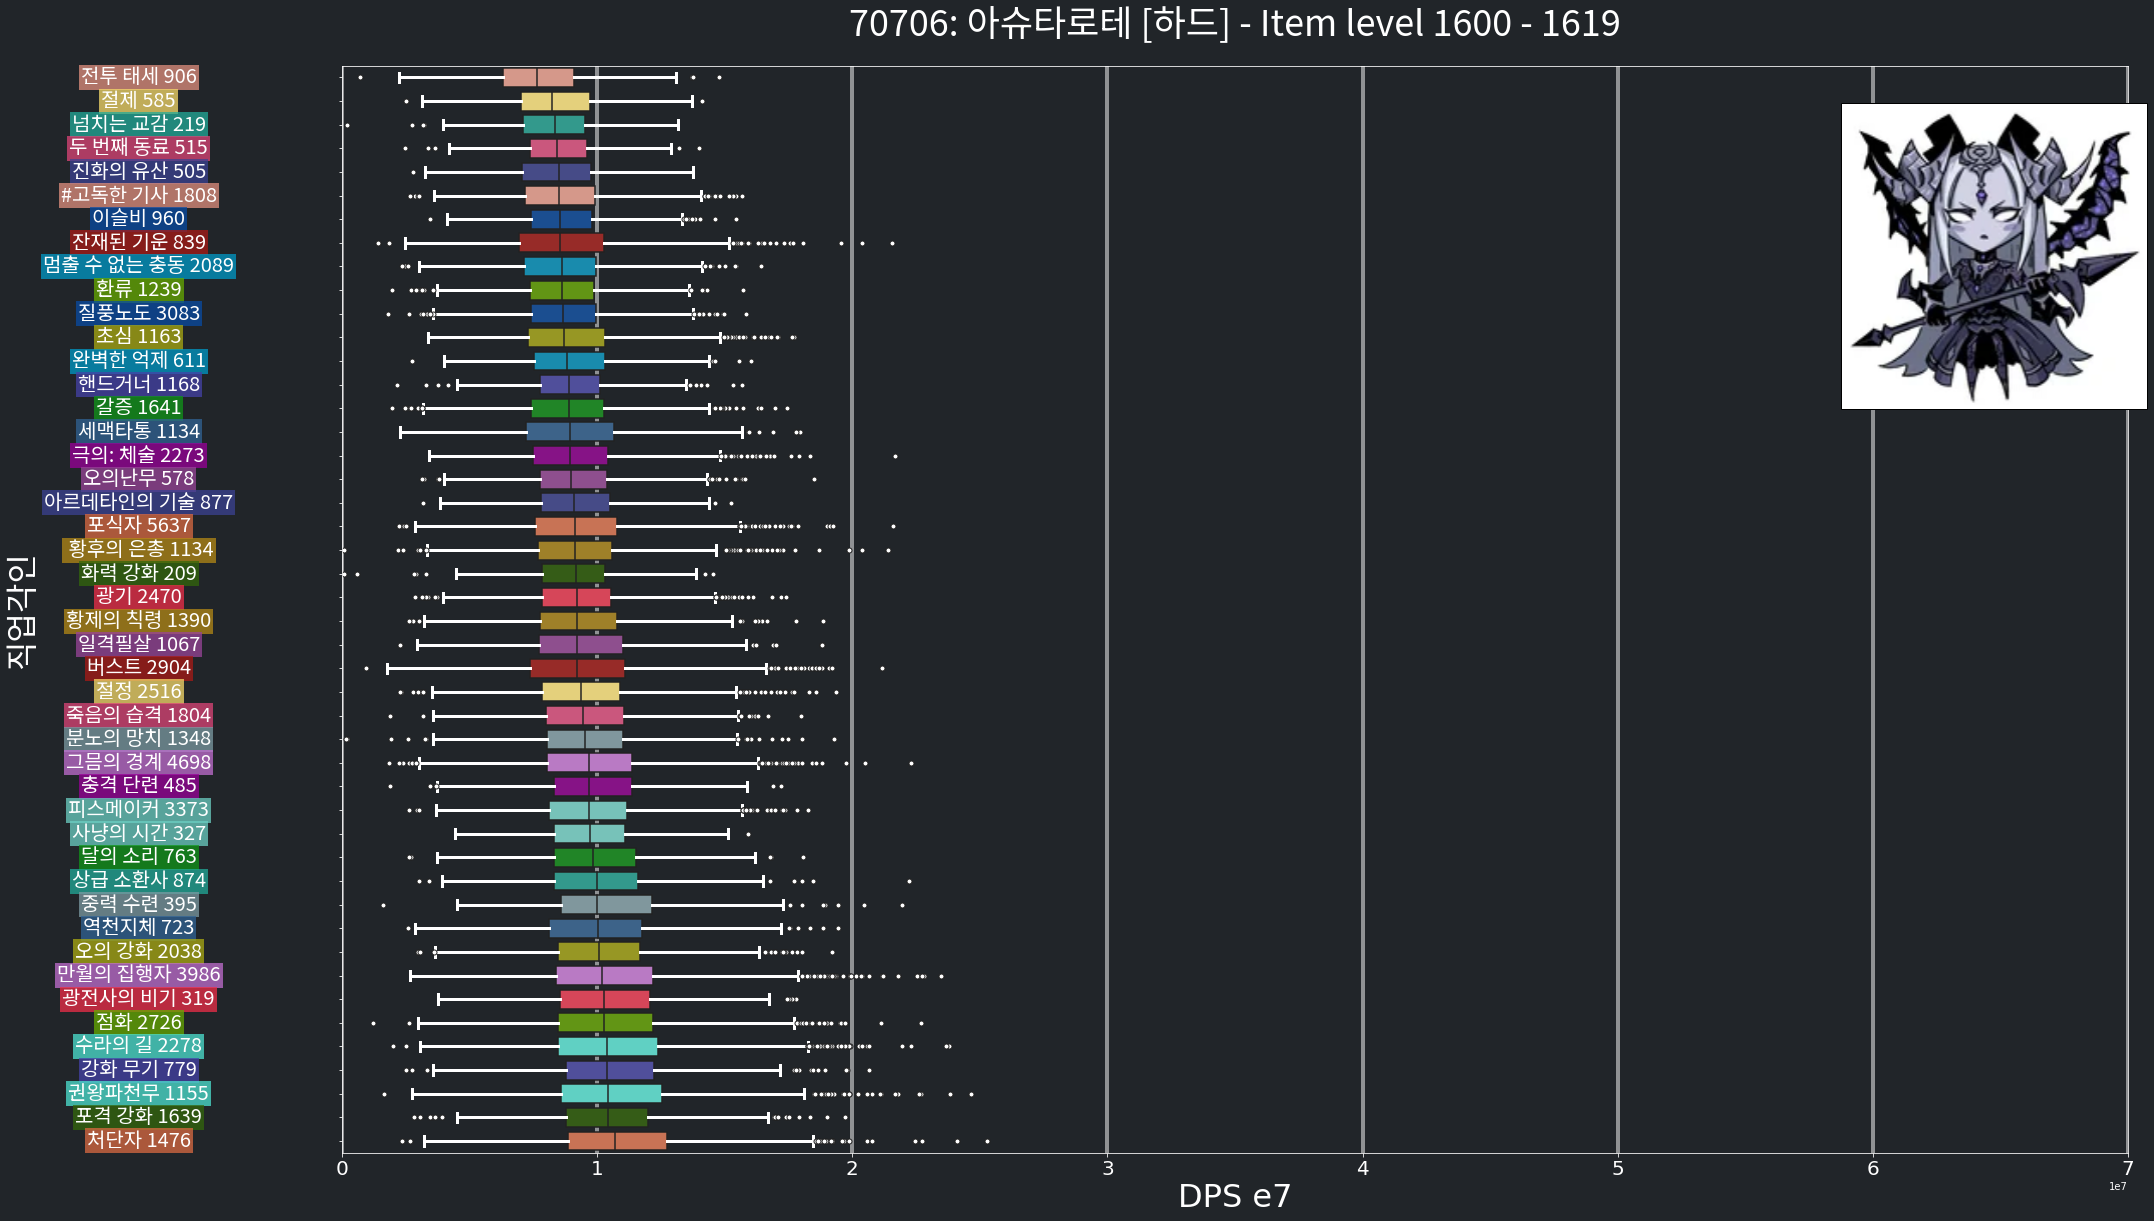 70706: 아슈타로테 [하드] - Item level 1600 - 1619
전투 태세 906
절제 585
넘치는 교감 219
두 번째 동료 515
진화의 유산 505
#고독한 기사 1808
이슬비 960
잔재된 기운 839
멈출 수 없는 충동 2089
환류 1239
질풍노도 3083
초심 1163
완벽한 억제 611
핸드거너 1168
갈증 1641
세맥타통 1134
극의: 체술 2273
오의난무 578
아르데타인의 기술 877
포식자 5637
황후의 은총 1134
화력 강화 209
광기 2470
황제의 칙령 1390
일격필살 1067
버스트 2904
절정 2516
죽음의 습격 1804
분노의 망치 1348
그믐의 경계 4698
충격 단련 485
피스메이커 3373
사냥의 시간 327
달의 소리 763
상급 소환사 874
중력 수련 395
역천지체 723
오의 강화 2038
만월의 집행자 3986
광전사의 비기 319
점화 2726
수라의 길 2278
강화 무기 779
권왕파천무 1155
포격 강화 1639
처단자 1476
직업각인
0 1 2 3 4 5 6 7
DPS e7
1e7